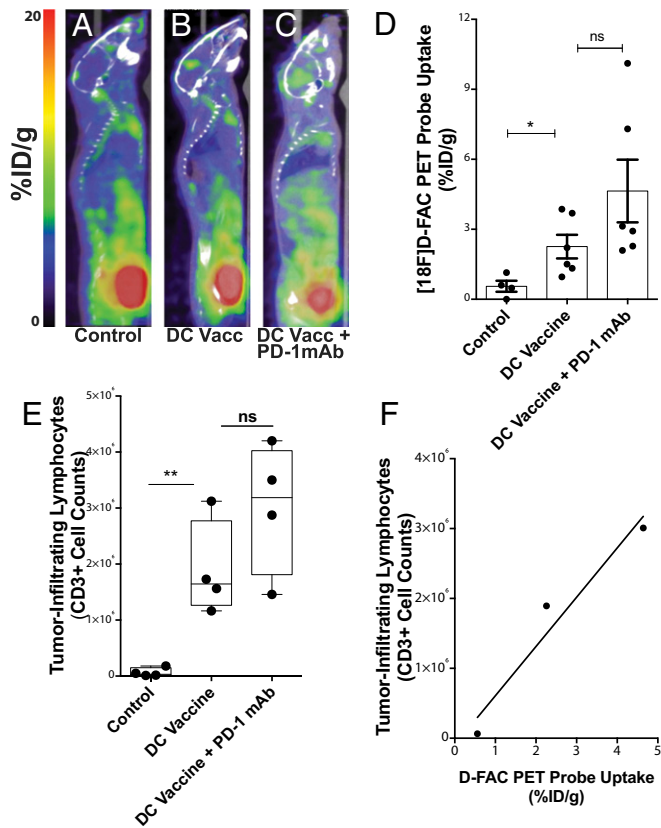 20
%ID/g
0
A
B
C
Control
DC Vacc
DC Vacc +
PD-1mAb
D
[18F]D-FAC PET Probe Uptake
(%ID/g)
12
9
6
3
0
*
ns
Control
DC Vaccine
DC Vaccine + PD-1 mAb
E
Tumor-Infiltrating Lymphocytes
(CD3+ Cell Counts)
5×10⁶
4×10⁶
3×10⁶
2×10⁶
1×10⁶
0
**
ns
Control
DC Vaccine
DC Vaccine + PD-1 mAb
F
Tumor-Infiltrating Lymphocytes
(CD3+ Cell Counts)
4×10⁶
3×10⁶
2×10⁶
1×10⁶
0
0 1 2 3 4 5
D-FAC PET Probe Uptake
(%ID/g)